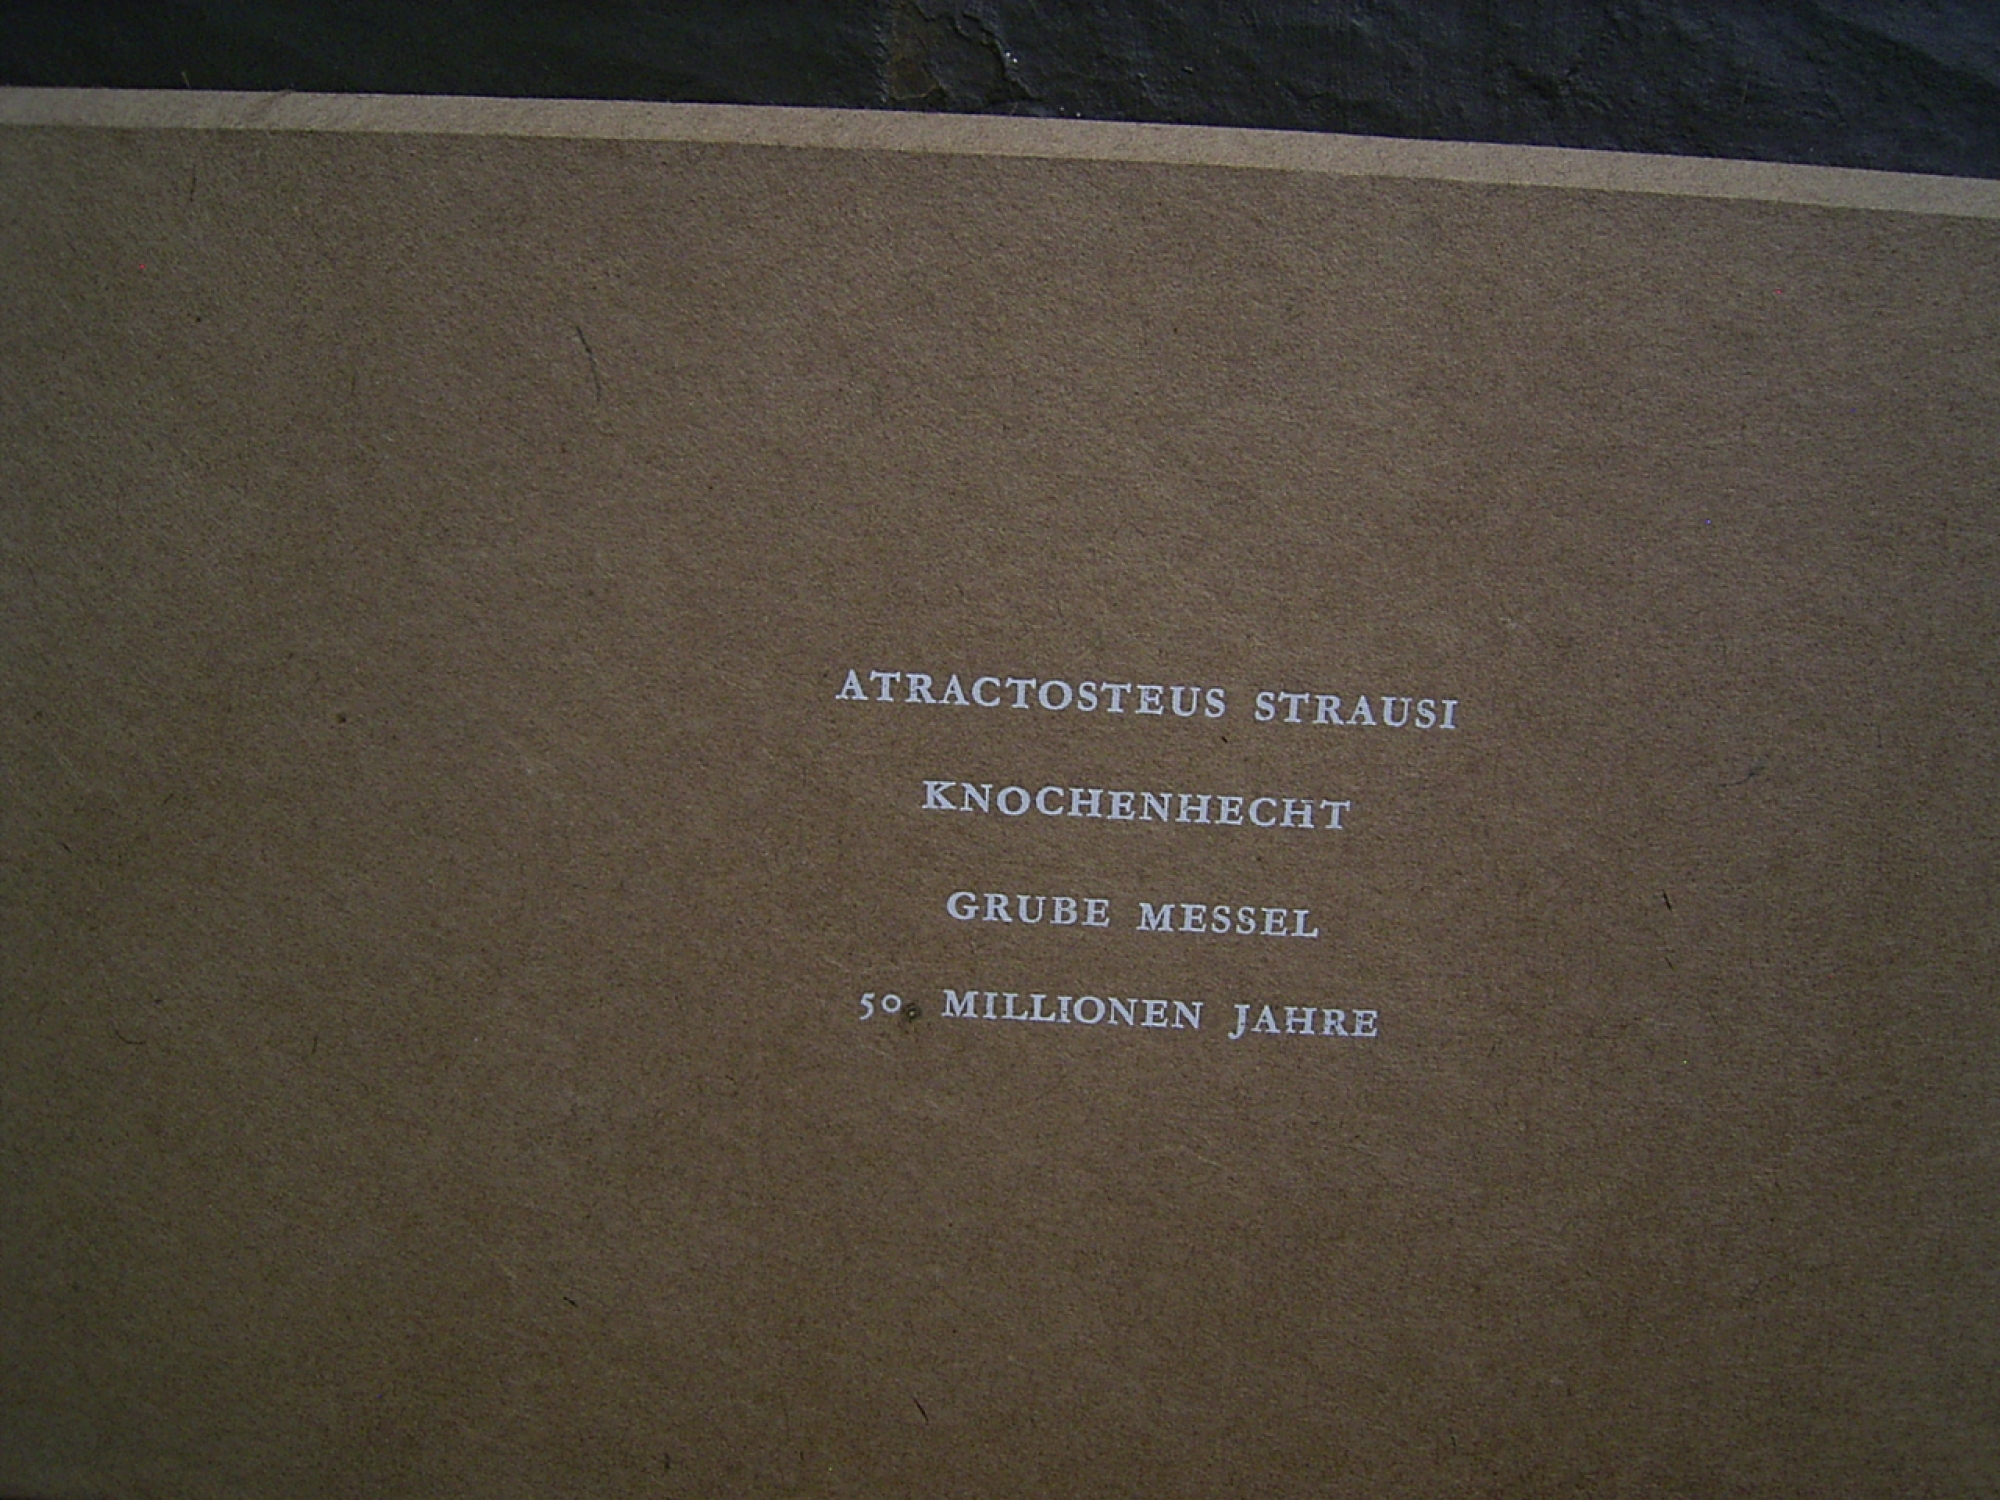 ATRACTOSTEUS STRAUSI
KNOCHENHECHT
GRUBE MESSEL
50 MILLIONEN JAHRE